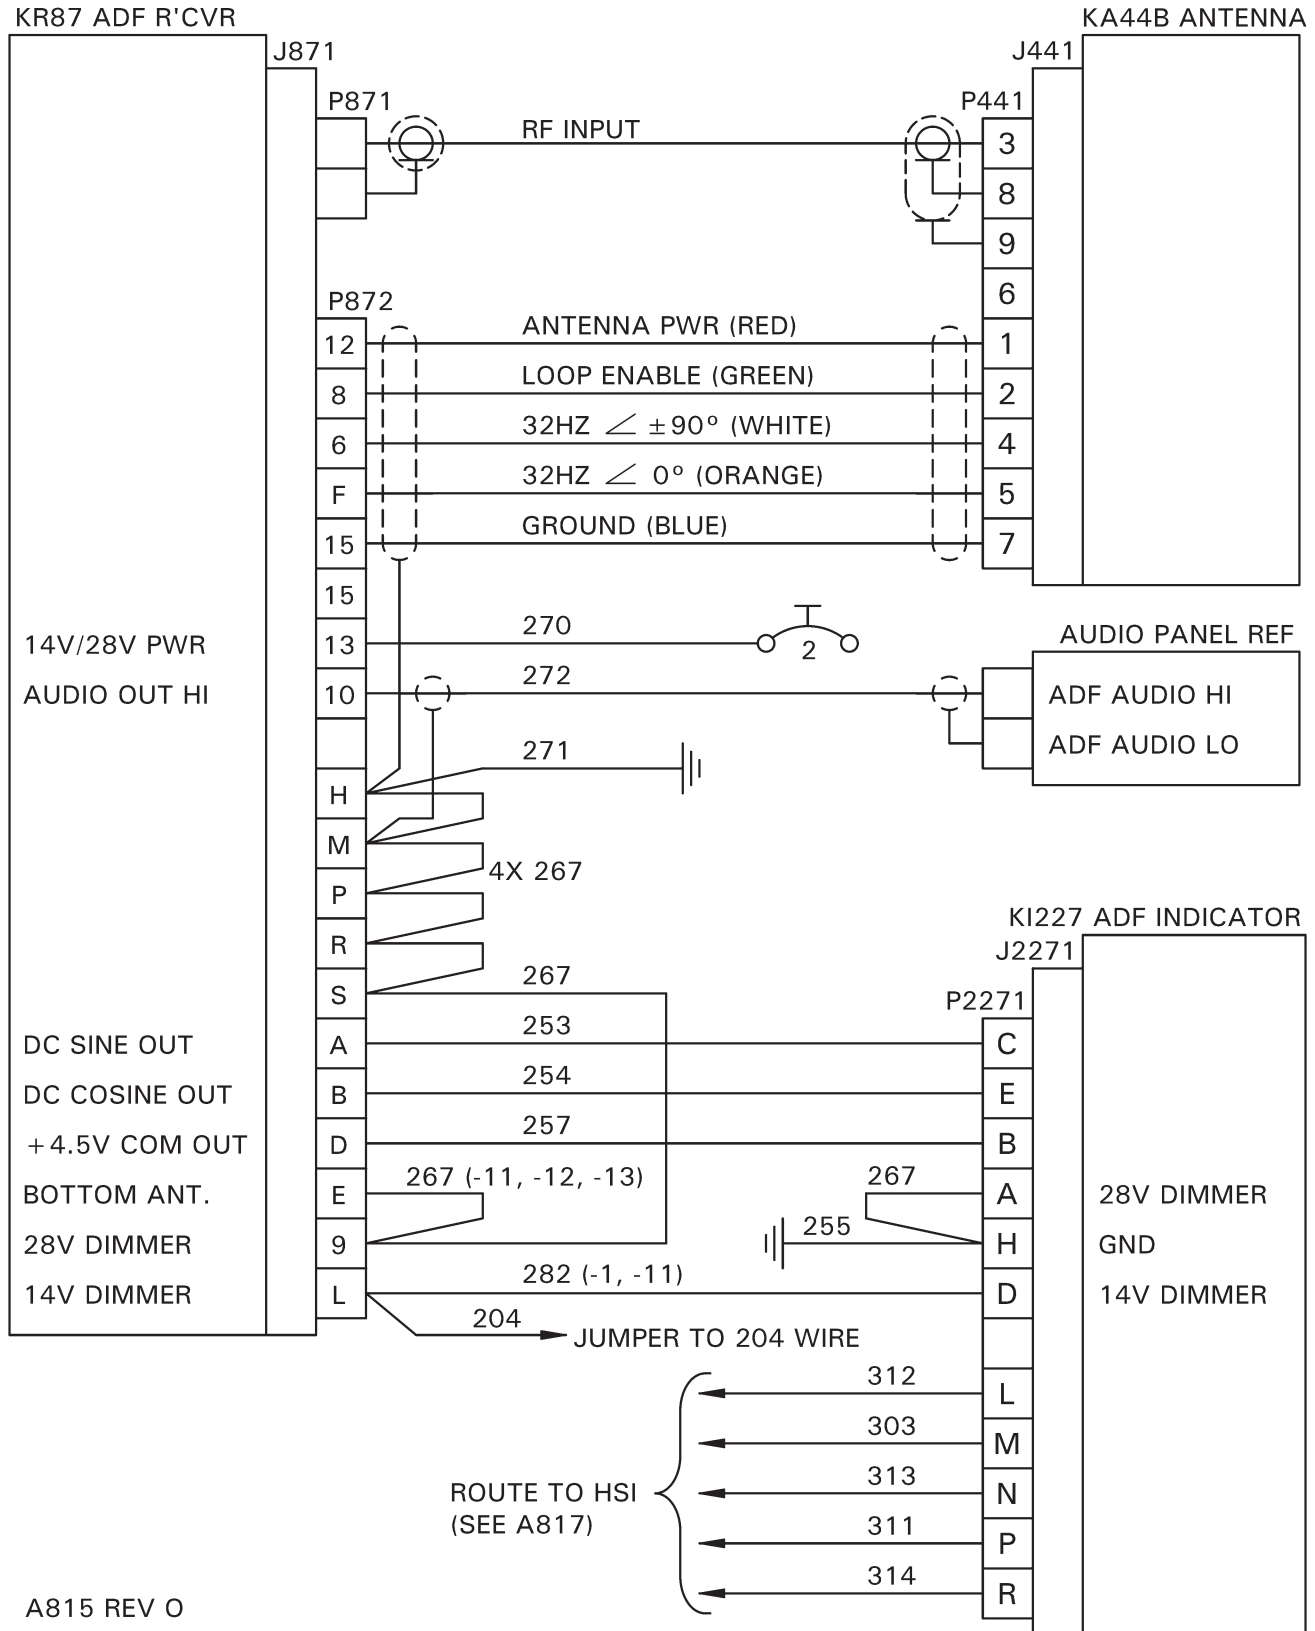 KR87 ADF R'CVR
KA44B ANTENNA
J871
J441
P871
P441
RF INPUT
3
8
9
6
P872
12
ANTENNA PWR (RED)
1
8
LOOP ENABLE (GREEN)
2
6
32HZ ∠ ±90° (WHITE)
4
F
32HZ ∠ 0° (ORANGE)
5
15
GROUND (BLUE)
7
15
14V/28V PWR
13
270
2
AUDIO PANEL REF
AUDIO OUT HI
10
272
ADF AUDIO HI
ADF AUDIO LO
271
H
M
4X 267
P
R
KI227 ADF INDICATOR
J2271
S
267
P2271
DC SINE OUT
A
253
C
DC COSINE OUT
B
254
E
+4.5V COM OUT
D
257
B
BOTTOM ANT.
E
267 (-11, -12, -13)
267
A
28V DIMMER
28V DIMMER
9
255
H
GND
14V DIMMER
L
282 (-1, -11)
D
14V DIMMER
204
JUMPER TO 204 WIRE
312
L
303
M
ROUTE TO HSI
(SEE A817)
313
N
311
P
314
R
A815 REV O